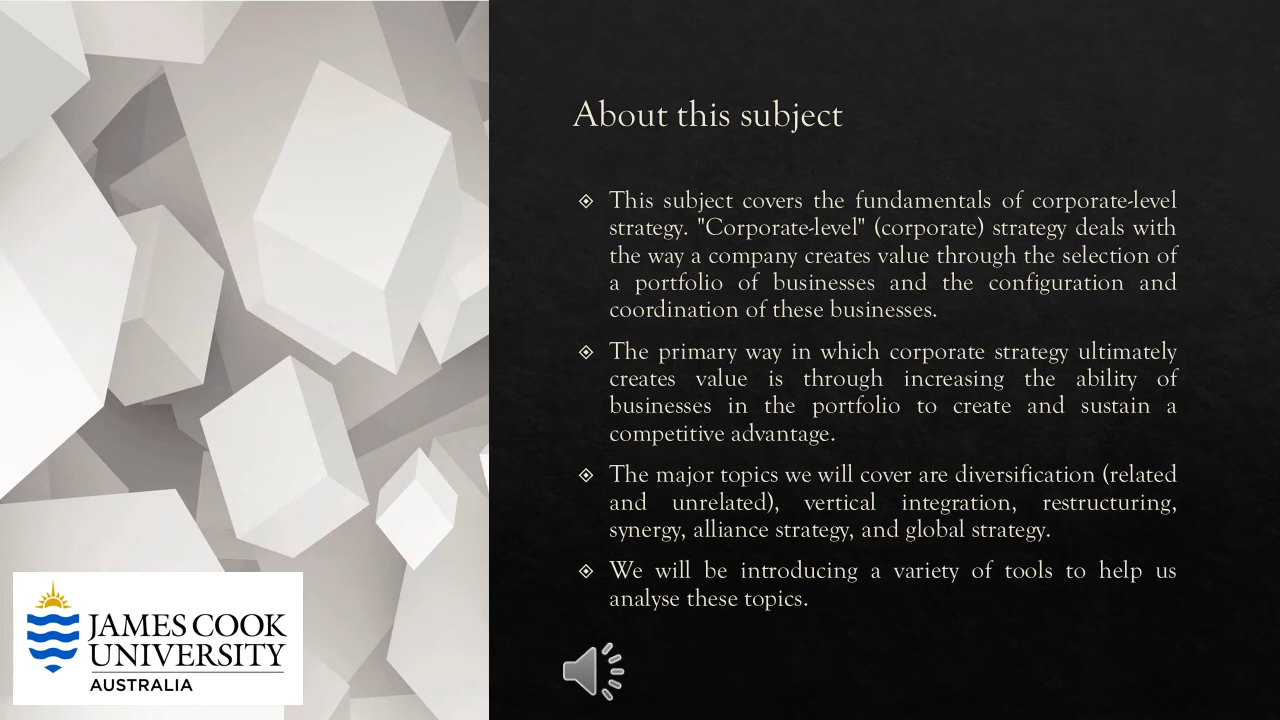 About this subject
This subject covers the fundamentals of corporate-level
strategy. "Corporate-level" (corporate) strategy deals with
the way a company creates value through the selection of
a portfolio of businesses and the configuration and
coordination of these businesses.
The primary way in which corporate strategy ultimately
creates value is through increasing the ability of
businesses in the portfolio to create and sustain a
competitive advantage.
The major topics we will cover are diversification (related
and unrelated), vertical integration, restructuring,
synergy, alliance strategy, and global strategy.
We will be introducing a variety of tools to help us
analyse these topics.
JAMES COOK
UNIVERSITY
AUSTRALIA